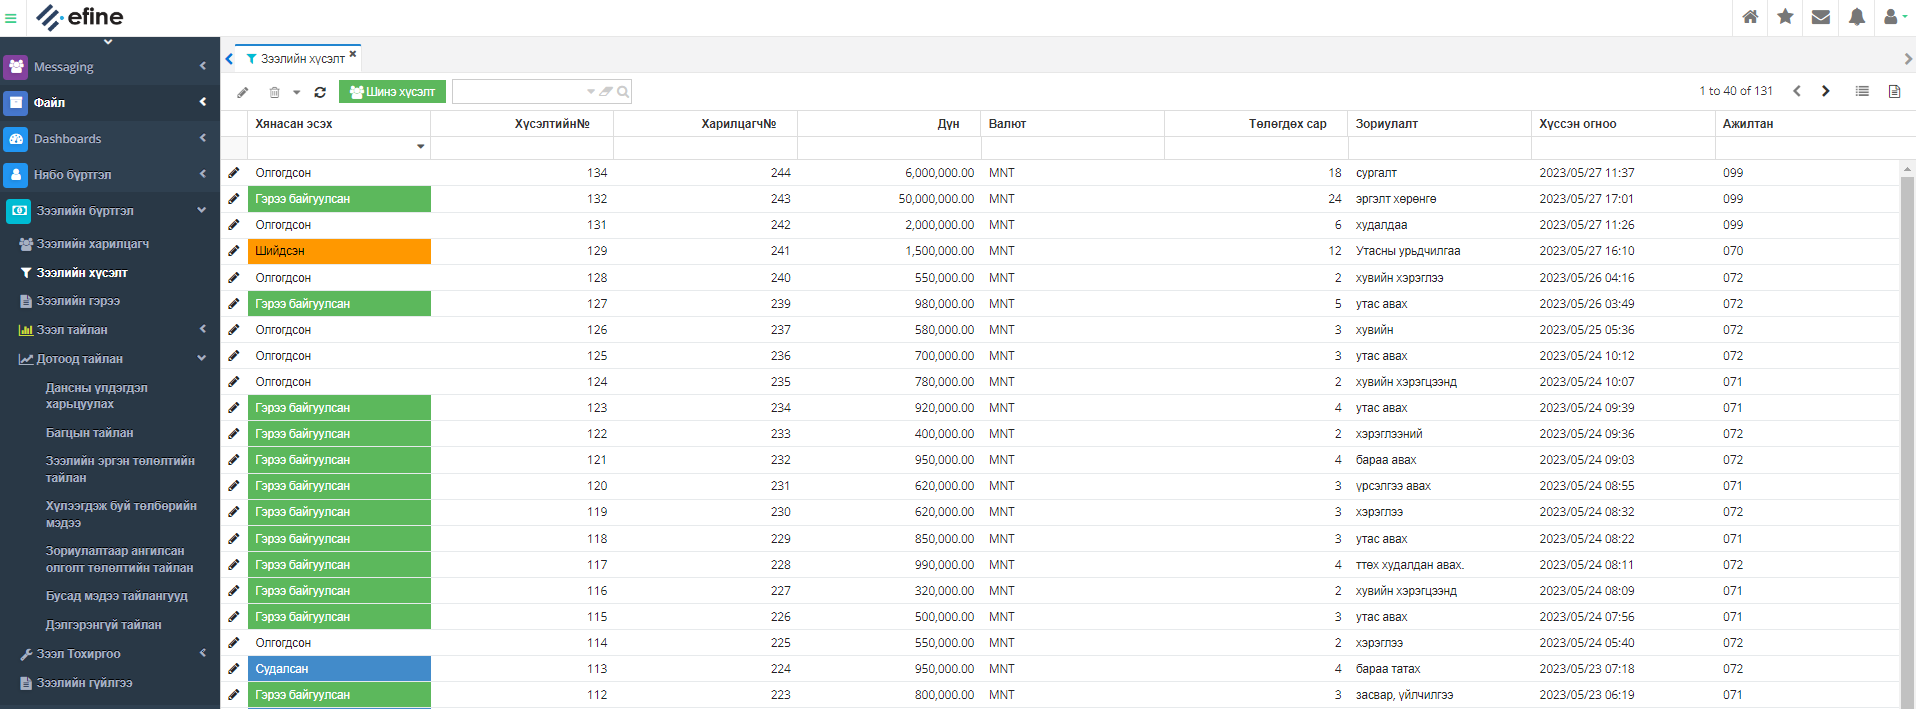 efine
Messaging
Файл
Dashboards
Нябо бүртгэл
Зээлийн бүртгэл
Зээлийн харилцагч
Зээлийн хүсэлт
Зээлийн гэрээ
Зээл тайлан
Дотоод тайлан
Дансны үлдэгдэл
харьцуулах
Багцын тайлан
Зээлийн эргэн төлөлтийн
тайлан
Хүлээгдэж буй төлбөрийн
мэдээ
Зориулалтаар ангилсан
олголт төлөлтийн тайлан
Бусад мэдээ тайлангууд
Дэлгэрэнгүй тайлан
Зээл Тохиргоо
Зээлийн гүйлгээ
Зээлийн хүсэлт
Шинэ хүсэлт
1 to 40 of 131
Хянасан эсэх Хүсэлтийн№ Харилцагч№ Дүн Валют Төлөгдөх сар Зориулалт Хүссэн огноо Ажилтан
Олгогдсон 134 244 6,000,000.00 MNT 18 сургалт 2023/05/27 11:37 099
Гэрээ байгуулсан 132 243 50,000,000.00 MNT 24 эргэлт хөрөнгө 2023/05/27 17:01 099
Олгогдсон 131 242 2,000,000.00 MNT 6 худалдаа 2023/05/27 11:26 099
Шийдсэн 129 241 1,500,000.00 MNT 12 Утасны урьдчилгаа 2023/05/27 16:10 070
Олгогдсон 128 240 550,000.00 MNT 2 хувийн хэрэглээ 2023/05/26 04:16 072
Гэрээ байгуулсан 127 239 980,000.00 MNT 5 утас авах 2023/05/26 03:49 072
Олгогдсон 126 237 580,000.00 MNT 3 хувийн 2023/05/25 05:36 072
Олгогдсон 125 236 700,000.00 MNT 3 утас авах 2023/05/24 10:12 072
Олгогдсон 124 235 780,000.00 MNT 2 хувийн хэрэгцээнд 2023/05/24 10:07 071
Гэрээ байгуулсан 123 234 920,000.00 MNT 4 утас авах 2023/05/24 09:39 071
Гэрээ байгуулсан 122 233 400,000.00 MNT 2 хэрэглээний 2023/05/24 09:36 072
Гэрээ байгуулсан 121 232 950,000.00 MNT 4 бараа авах 2023/05/24 09:03 072
Гэрээ байгуулсан 120 231 620,000.00 MNT 3 үрсэлгээ авах 2023/05/24 08:55 071
Гэрээ байгуулсан 119 230 620,000.00 MNT 3 хэрэглээ 2023/05/24 08:32 072
Гэрээ байгуулсан 118 229 850,000.00 MNT 3 утас авах 2023/05/24 08:22 071
Гэрээ байгуулсан 117 228 990,000.00 MNT 4 ттөх худалдан авах. 2023/05/24 08:11 072
Гэрээ байгуулсан 116 227 320,000.00 MNT 2 хувийн хэрэгцээнд 2023/05/24 08:09 071
Гэрээ байгуулсан 115 226 500,000.00 MNT 3 утас авах 2023/05/24 07:56 071
Олгогдсон 114 225 550,000.00 MNT 2 хэрэглээ 2023/05/24 05:40 072
Судалсан 113 224 950,000.00 MNT 4 бараа татах 2023/05/23 07:18 072
Гэрээ байгуулсан 112 223 800,000.00 MNT 3 засвар, үйлчилгээ 2023/05/23 06:19 071